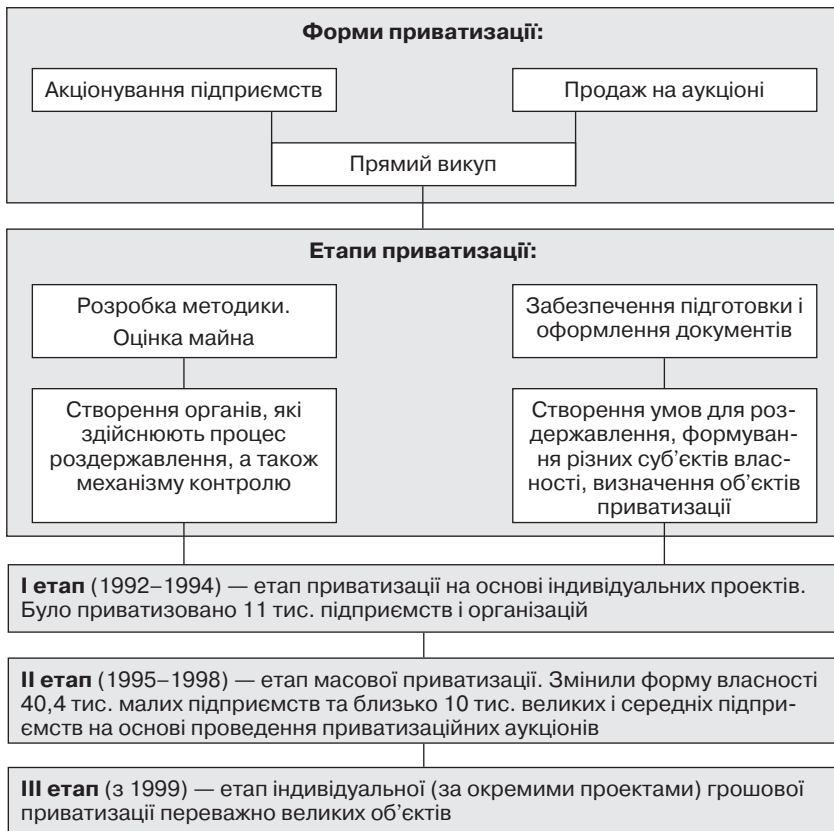 Форми приватизації:
Акціонування підприємств
Продаж на аукціоні
Прямий викуп
Етапи приватизації:
Розробка методики.
Оцінка майна
Забезпечення підготовки і
оформлення документів
Створення органів, які
здійснюють процес
роздержавлення, а також
механізму контролю
Створення умов для роз-
державлення, формуван-
ня різних суб’єктів влас-
ності, визначення об’єктів
приватизації
I етап (1992–1994) — етап приватизації на основі індивідуальних проектів.
Було приватизовано 11 тис. підприємств і організацій
II етап (1995–1998) — етап масової приватизації. Змінили форму власності
40,4 тис. малих підприємств та близько 10 тис. великих і середніх підпри-
ємств на основі проведення приватизаційних аукціонів
III етап (з 1999) — етап індивідуальної (за окремими проектами) грошової
приватизації переважно великих об’єктів